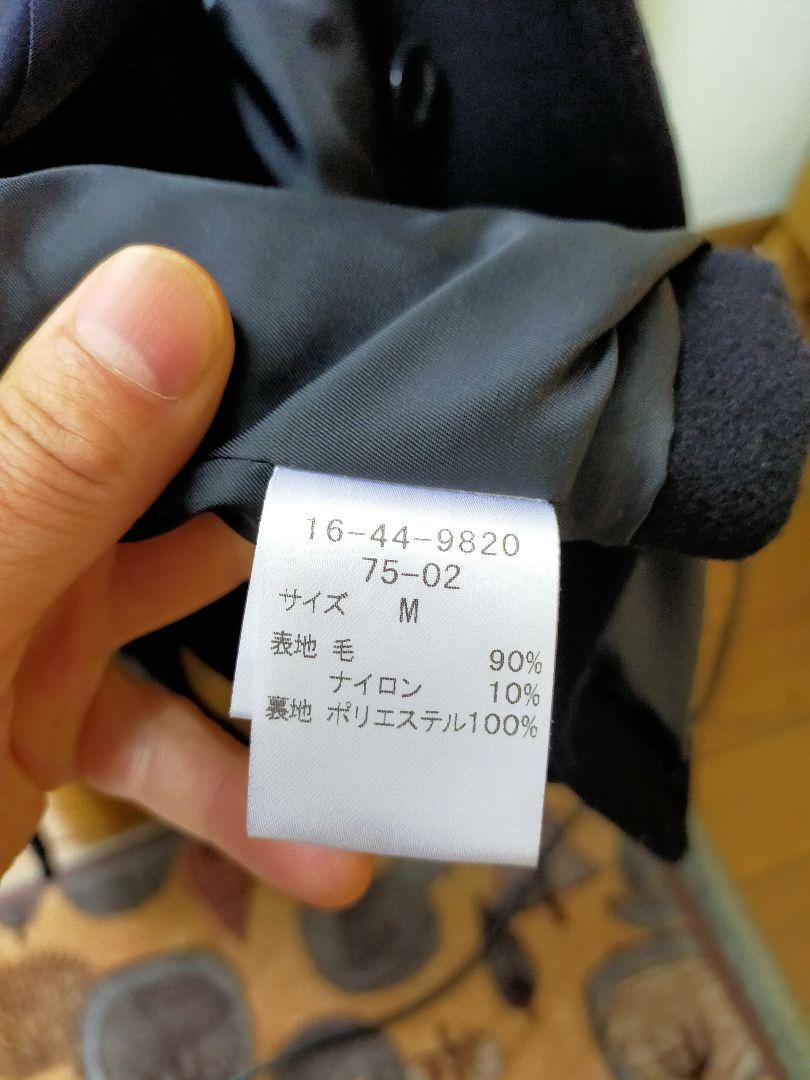 16-44-9820
75-02
サイズ M
表地 毛 90%
ナイロン 10%
裏地 ポリエステル100%